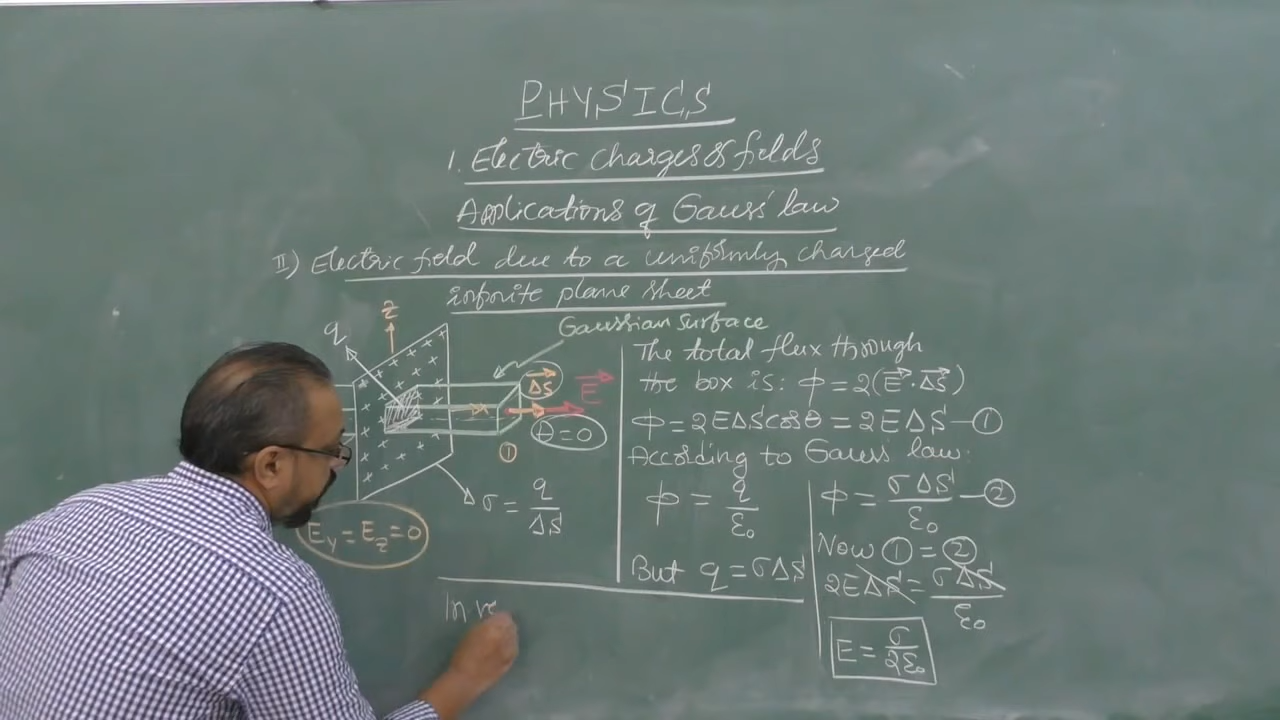 PHYSICS
1. Electric charges & fields
Applications of Gauss' law
II) Electric field due to a uniformly charged
infinite plane sheet
Gaussian surface
q
z
ΔS
E
θ=0
1
σ = q/ΔS
Ey = Ez = 0
The total flux through
the box is: ϕ = 2(E·ΔS)
ϕ = 2EΔS cosθ = 2EΔS — 1
According to Gauss law:
ϕ = q/ε0
But q = σΔS
ϕ = σΔS/ε0 — 2
Now 1 = 2
2EΔS = σΔS/ε0
E = σ/2ε0
In ve